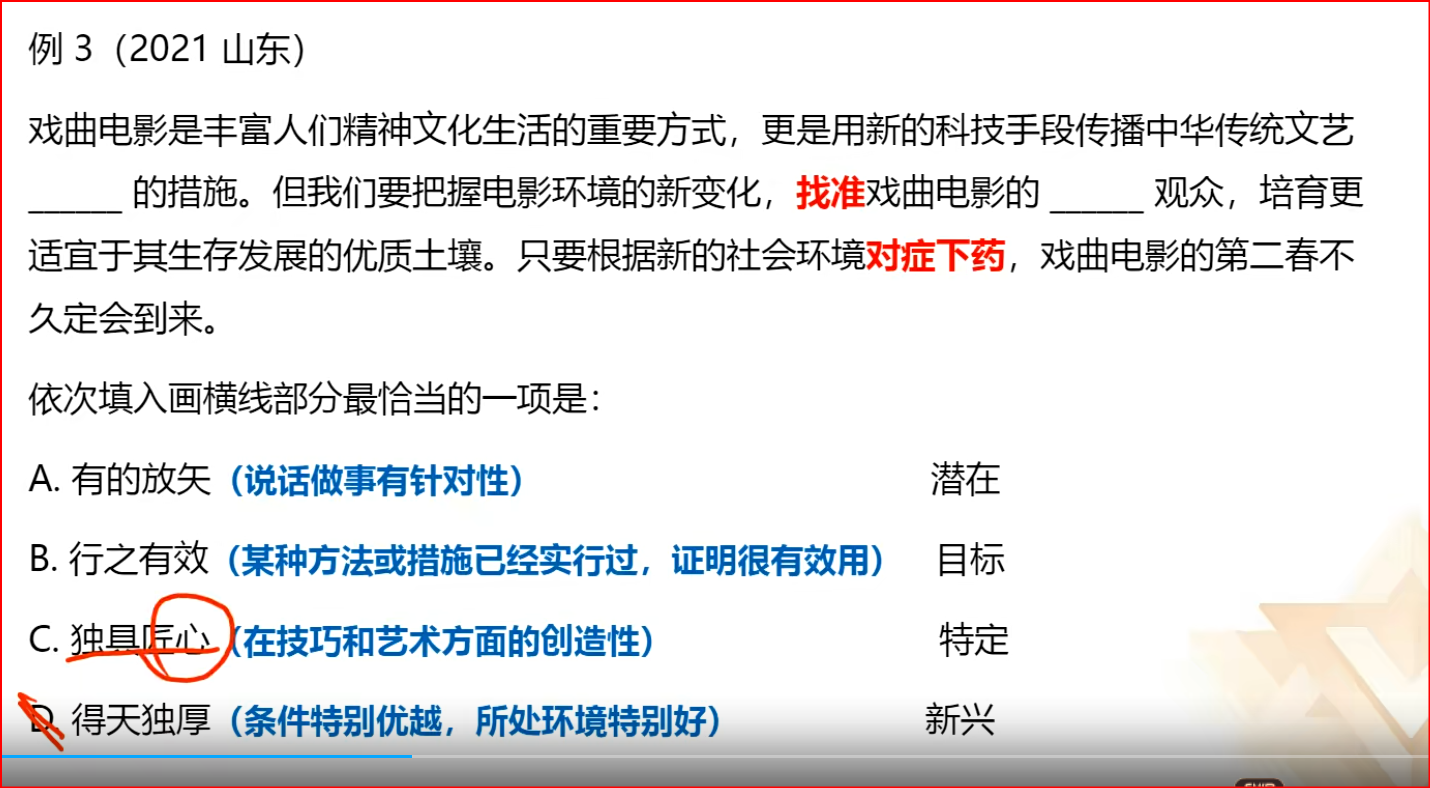 例 3（2021 山东）
戏曲电影是丰富人们精神文化生活的重要方式，更是用新的科技手段传播中华传统文艺
______ 的措施。但我们要把握电影环境的新变化，找准戏曲电影的 ______ 观众，培育更
适宜于其生存发展的优质土壤。只要根据新的社会环境对症下药，戏曲电影的第二春不
久定会到来。
依次填入画横线部分最恰当的一项是：
A. 有的放矢（说话做事有针对性） 潜在
B. 行之有效（某种方法或措施已经实行过，证明很有效用） 目标
C. 独具匠心（在技巧和艺术方面的创造性） 特定
D. 得天独厚（条件特别优越，所处环境特别好） 新兴